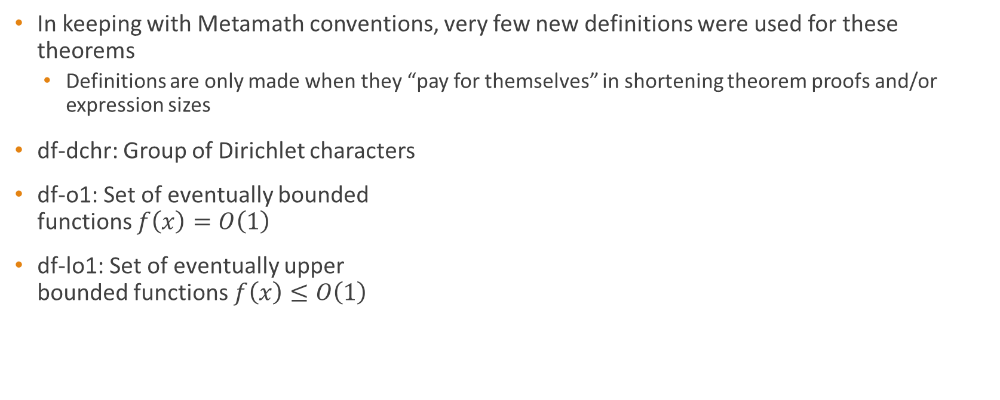 • In keeping with Metamath conventions, very few new definitions were used for these
theorems
• Definitions are only made when they “pay for themselves” in shortening theorem proofs and/or
expression sizes
• df-dchr: Group of Dirichlet characters
• df-o1: Set of eventually bounded
functions f(x) = O(1)
• df-lo1: Set of eventually upper
bounded functions f(x) ≤ O(1)